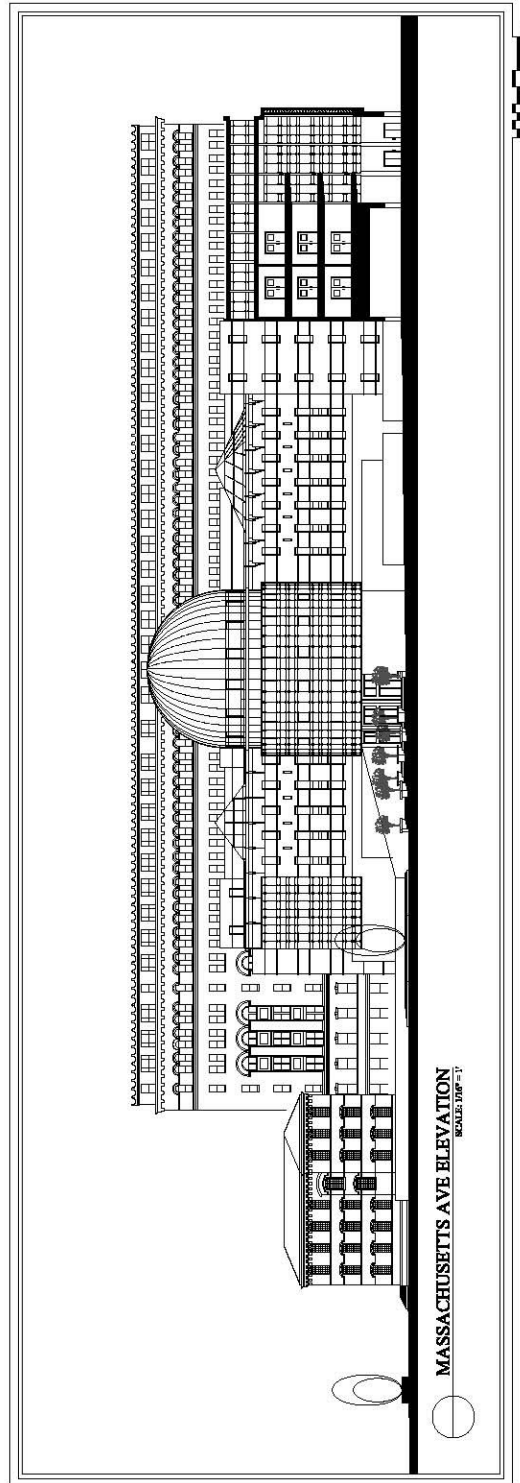 MASSACHUSETTS AVE ELEVATION
SCALE: 1/16" = 1'